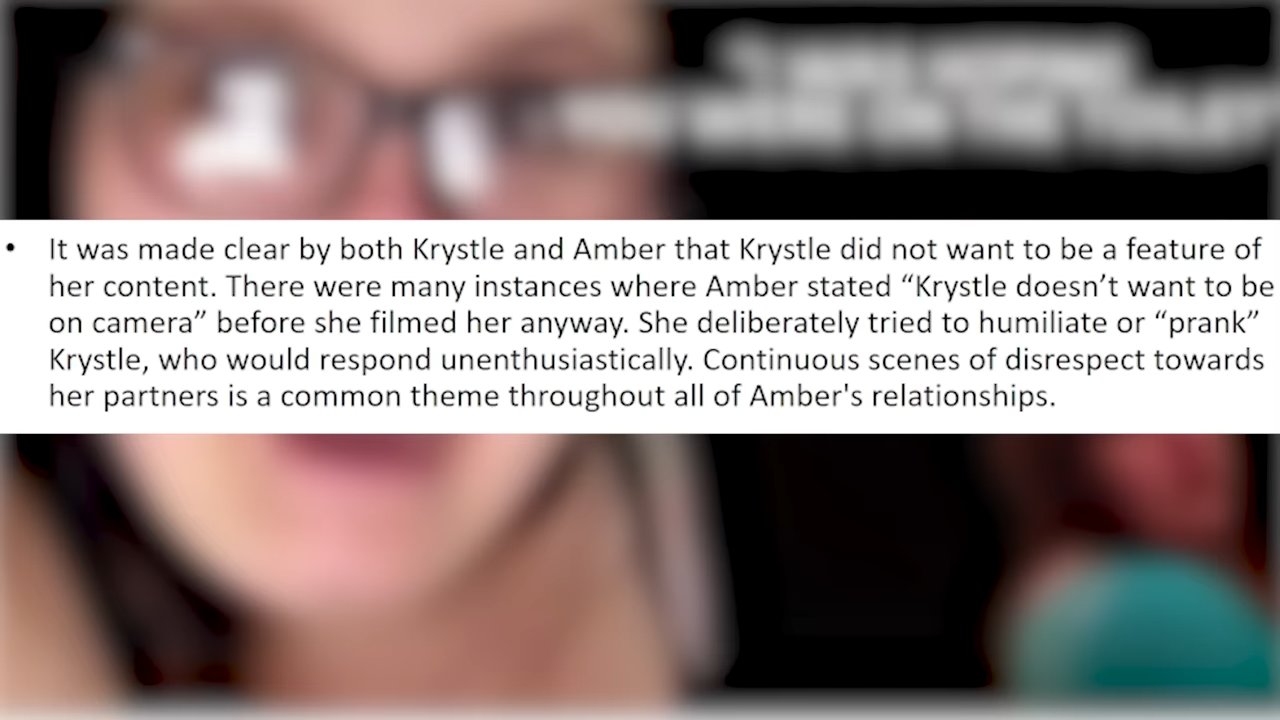 • It was made clear by both Krystle and Amber that Krystle did not want to be a feature of
her content. There were many instances where Amber stated “Krystle doesn’t want to be
on camera” before she filmed her anyway. She deliberately tried to humiliate or “prank”
Krystle, who would respond unenthusiastically. Continuous scenes of disrespect towards
her partners is a common theme throughout all of Amber's relationships.